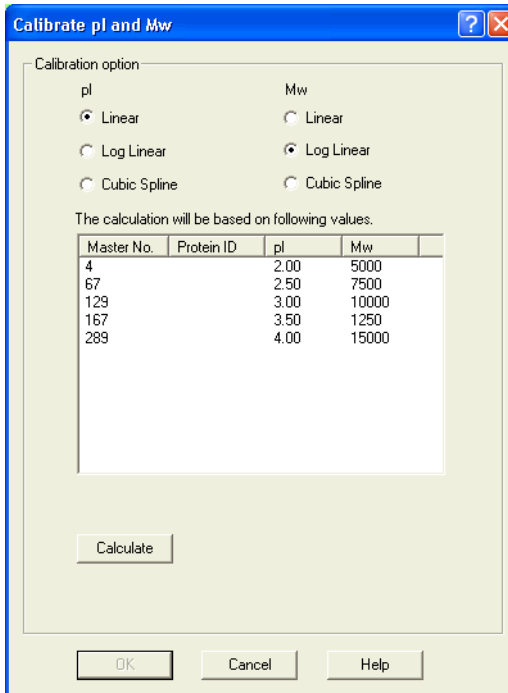 Calibrate pI and Mw
Calibration option
pI Mw
Linear Linear
Log Linear Log Linear
Cubic Spline Cubic Spline
The calculation will be based on following values.
Master No. Protein ID pI Mw
4 2.00 5000
67 2.50 7500
129 3.00 10000
167 3.50 1250
289 4.00 15000
Calculate
OK Cancel Help